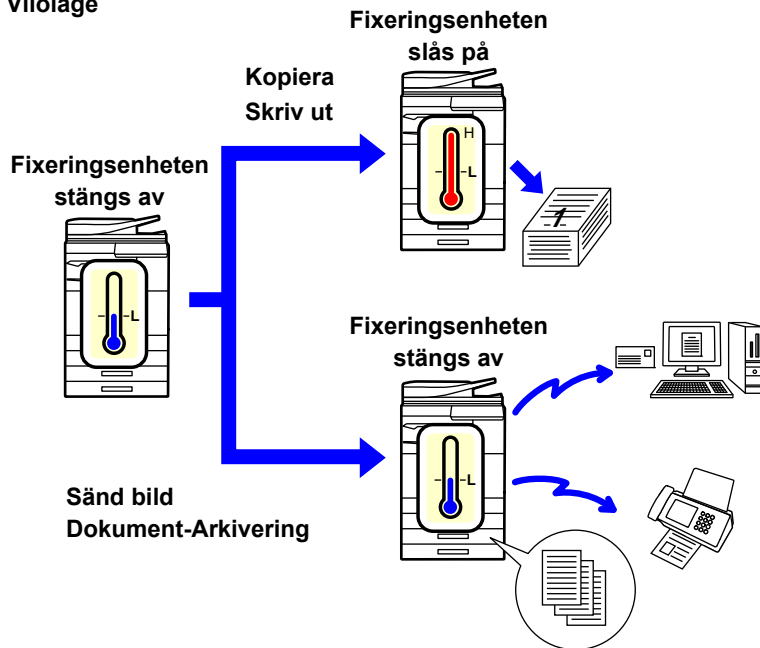 Viloläge
Fixeringsenheten
slås på
Kopiera
Skriv ut
H
L
1
Fixeringsenheten
stängs av
L
Fixeringsenheten
stängs av
L
Sänd bild
Dokument-Arkivering